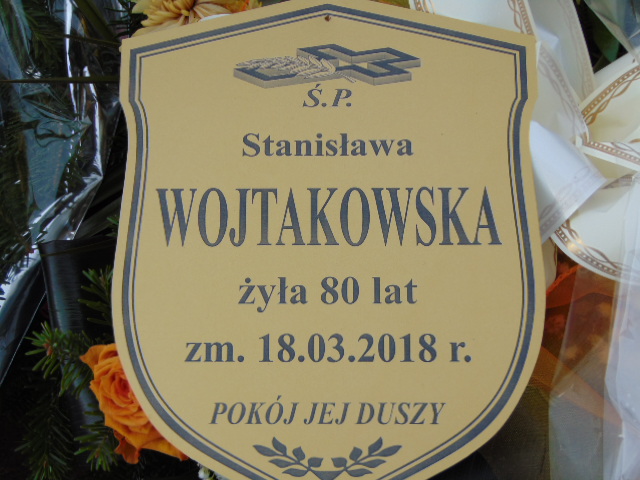 Ś.P.
Stanisława
WOJTAKOWSKA
żyła 80 lat
zm. 18.03.2018 r.
POKÓJ JEJ DUSZY